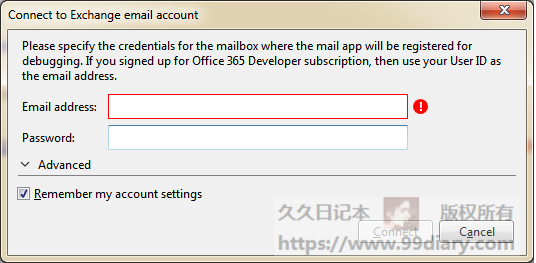 Connect to Exchange email account
Please specify the credentials for the mailbox where the mail app will be registered for
debugging. If you signed up for Office 365 Developer subscription, then use your User ID as
the email address.
Email address:
Password:
Advanced
Remember my account settings
久久日记本 版权所有
Connect Cancel
https://www.99diary.com